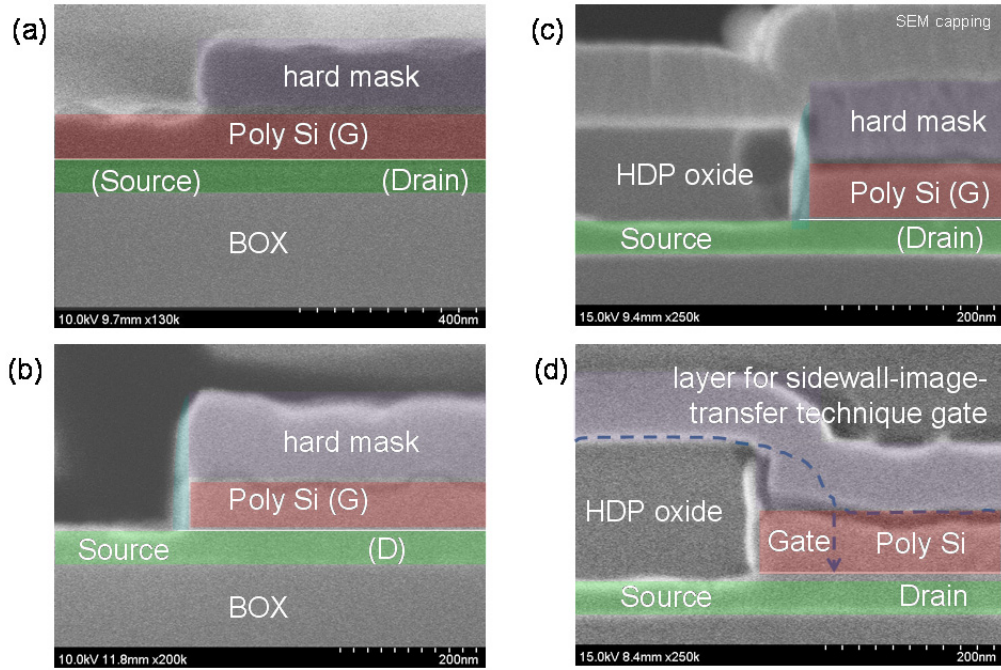 (a)
hard mask
Poly Si (G)
(Source) (Drain)
BOX
10.0kV 9.7mm x130k 400nm
(b)
hard mask
Poly Si (G)
Source (D)
BOX
10.0kV 11.8mm x200k 200nm
(c)
SEM capping
hard mask
HDP oxide
Poly Si (G)
Source (Drain)
15.0kV 9.4mm x250k 200nm
(d)
layer for sidewall-image-
transfer technique gate
HDP oxide
Gate Poly Si
Source Drain
15.0kV 8.4mm x250k 200nm